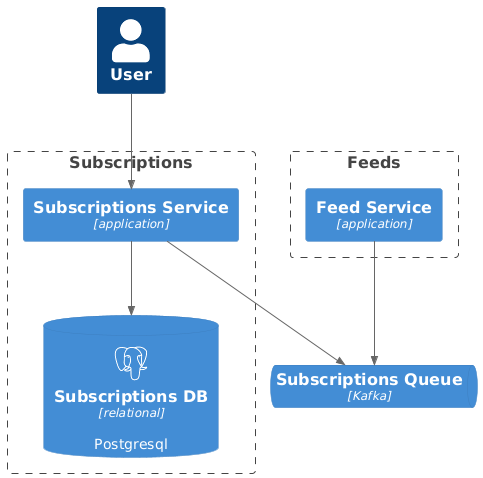 User
Subscriptions
Feeds
Subscriptions Service
[application]
Feed Service
[application]
Subscriptions DB
[relational]
Postgresql
Subscriptions Queue
[Kafka]